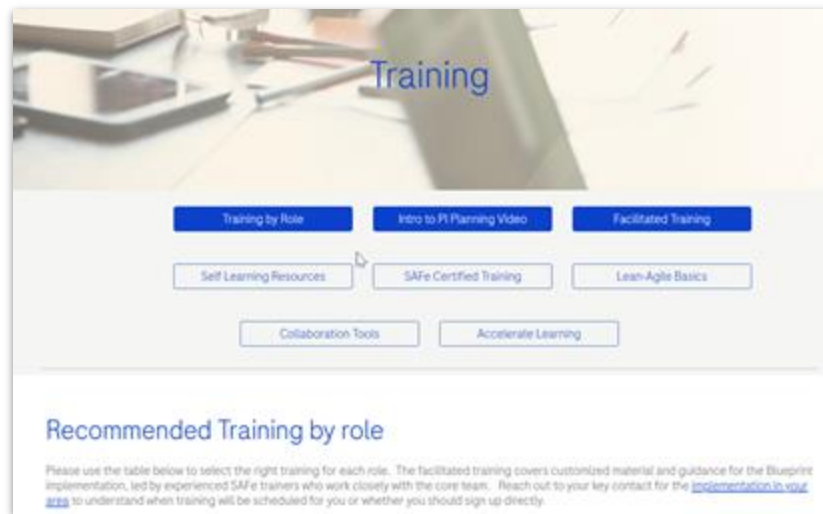 Training
Training by Role
Intro to PI Planning Video
Facilitated Training
Self Learning Resources
SAFe Certified Training
Lean-Agile Basics
Collaboration Tools
Accelerate Learning
Recommended Training by role
Please use the table below to select the right training for each role. The facilitated training covers customized material and guidance for the Blueprint
implementation, led by experienced SAFe trainers who work closely with the core team. Reach out to your key contact for the implementation in your
area to understand when training will be scheduled for you or whether you should sign up directly.